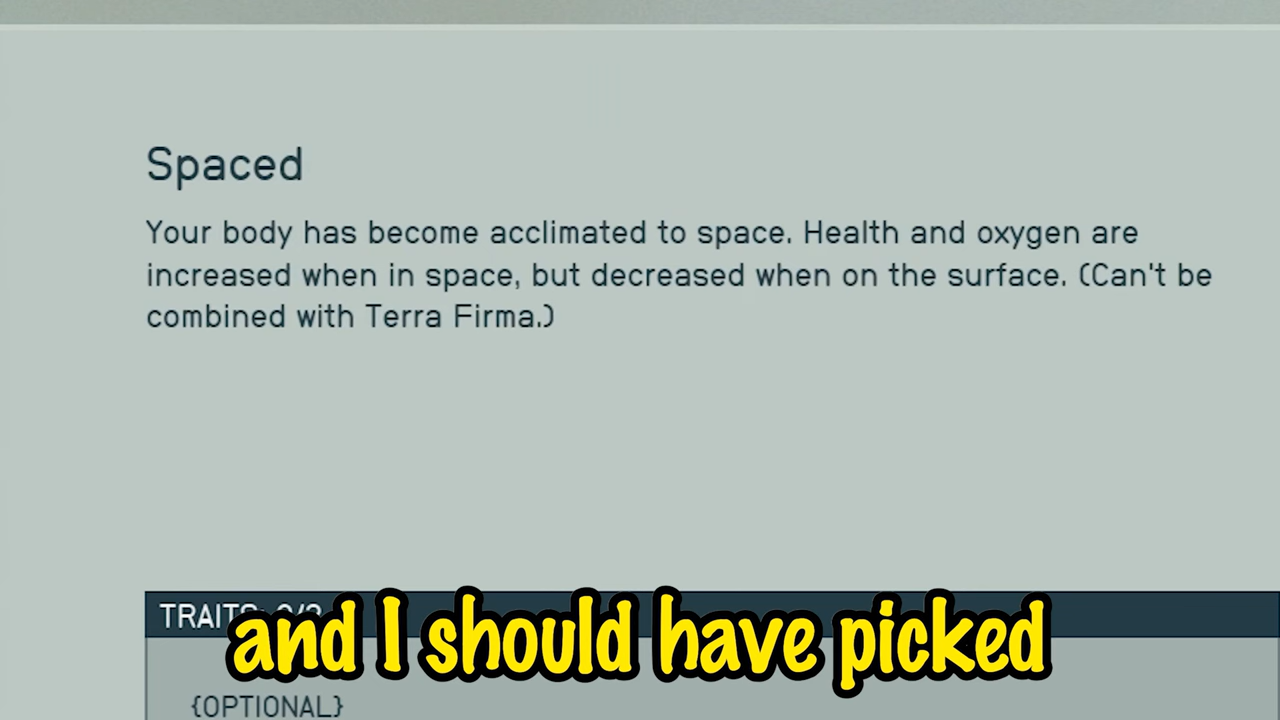 Spaced
Your body has become acclimated to space. Health and oxygen are
increased when in space, but decreased when on the surface. (Can't be
combined with Terra Firma.)
and I should have picked
{OPTIONAL}